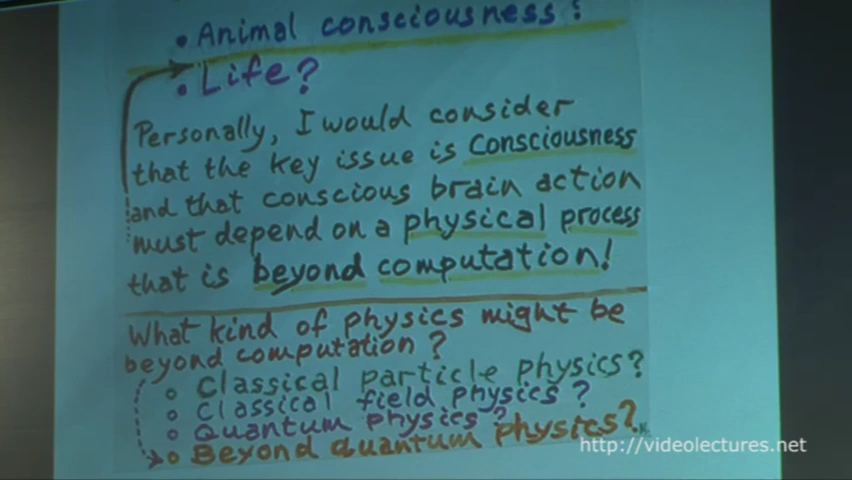 • Animal consciousness?
• Life?
Personally, I would consider
that the key issue is consciousness
and that conscious brain action
must depend on a physical process
that is beyond computation!
What kind of physics might be
beyond computation?
Classical particle physics?
Classical field physics?
Quantum physics?
Beyond quantum physics?
http://videolectures.net